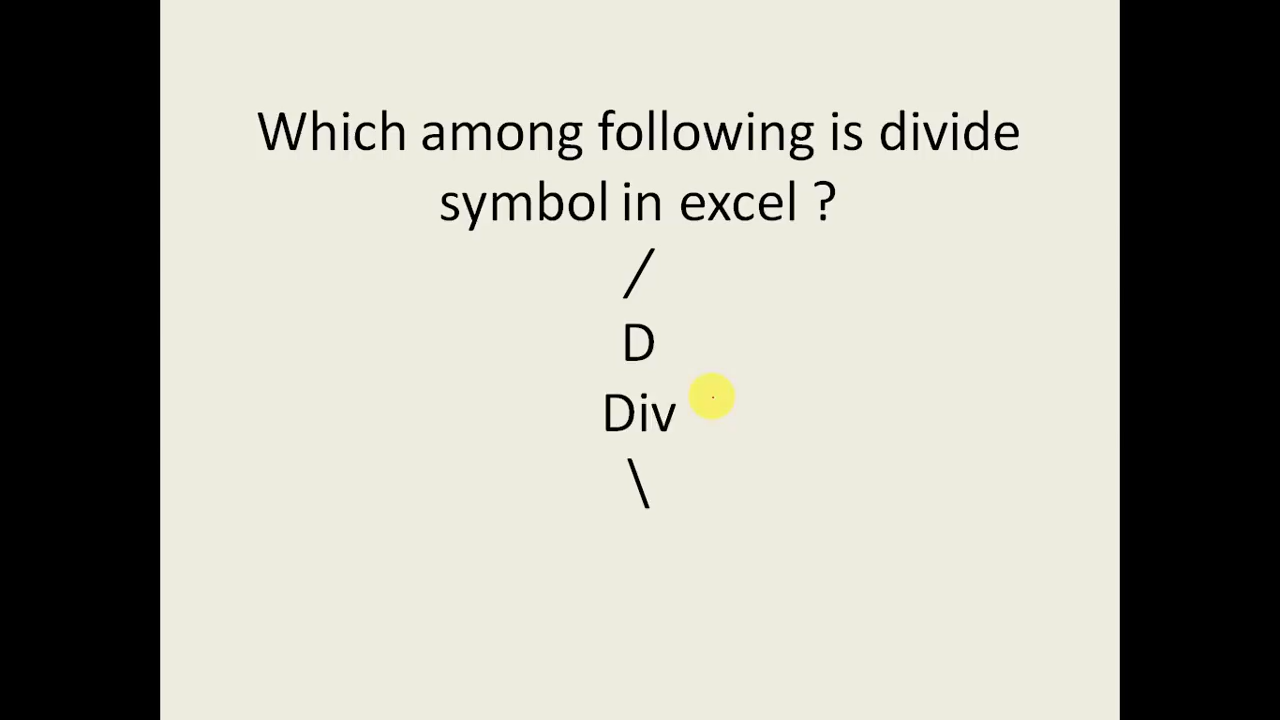 Which among following is divide
symbol in excel ?
/
D
Div
\